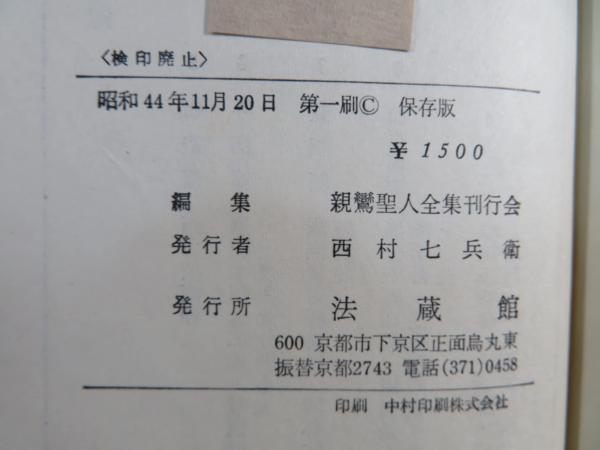 〈検印廃止〉
昭和44年11月20日 第一刷© 保存版
¥ 1500
編集 親鸞聖人全集刊行会
発行者 西村七兵衛
発行所 法蔵館
600 京都市下京区正面烏丸東
振替京都2743 電話(371)0458
印刷 中村印刷株式会社